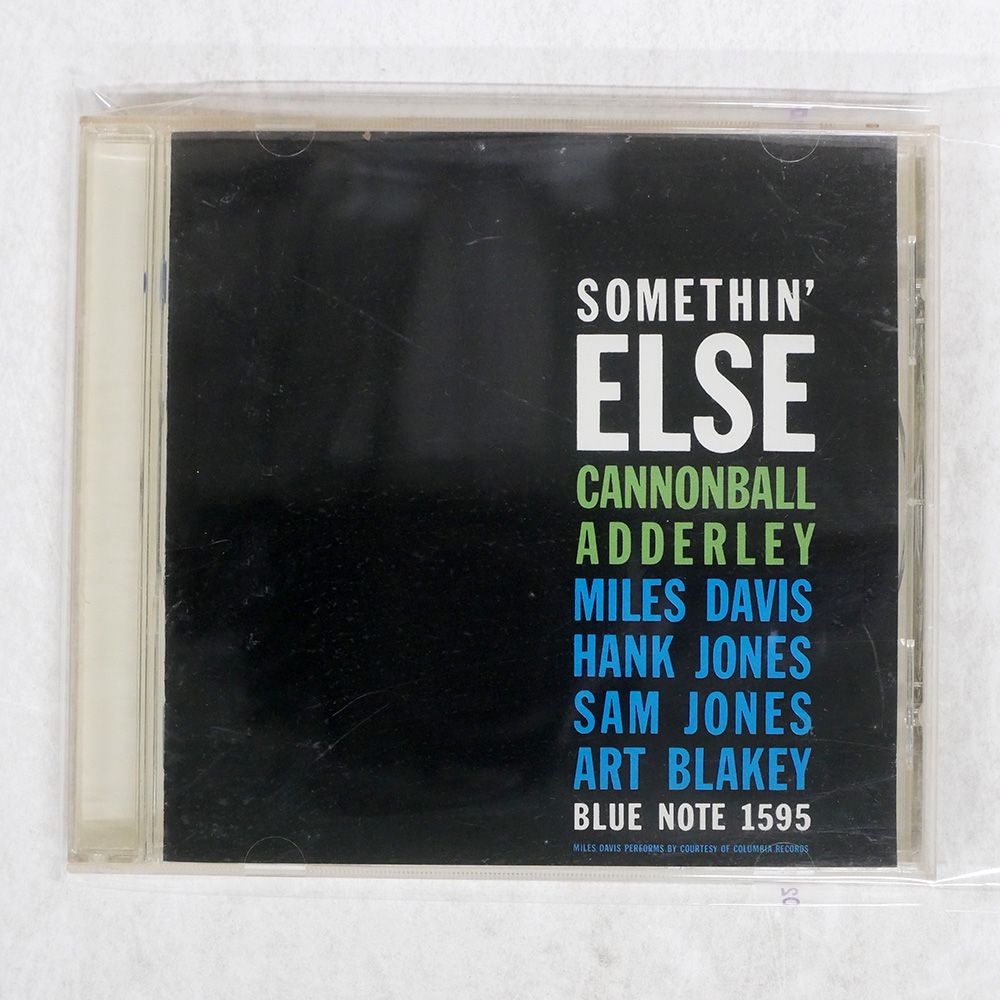 SOMETHIN'
ELSE
CANNONBALL
ADDERLEY
MILES DAVIS
HANK JONES
SAM JONES
ART BLAKEY
BLUE NOTE 1595
MILES DAVIS PERFORMS BY COURTESY OF COLUMBIA RECORDS